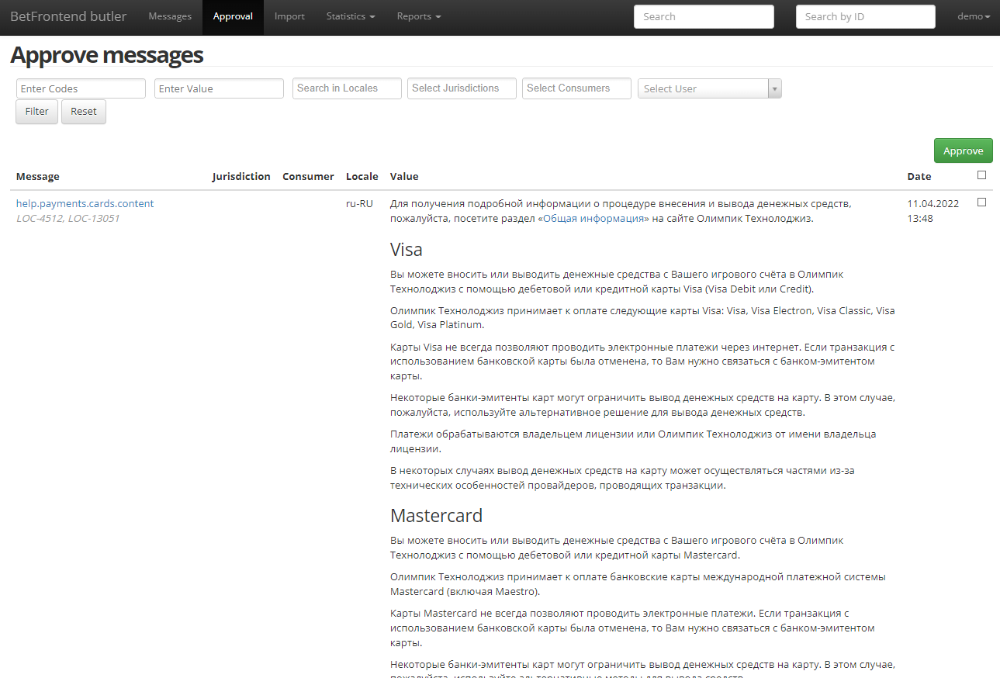 BetFrontend butler Messages Approval Import Statistics Reports Search Search by ID demo
Approve messages
Enter Codes Enter Value Search in Locales Select Jurisdictions Select Consumers Select User
Filter Reset
Approve
Message Jurisdiction Consumer Locale Value Date
help.payments.cards.content ru-RU Для получения подробной информации о процедуре внесения и вывода денежных средств, 11.04.2022
LOC-4512, LOC-13051 пожалуйста, посетите раздел «Общая информация» на сайте Олимпик Технолоджиз. 13:48
Visa
Вы можете вносить или выводить денежные средства с Вашего игрового счёта в Олимпик
Технолоджиз с помощью дебетовой или кредитной карты Visa (Visa Debit или Credit).
Олимпик Технолоджиз принимает к оплате следующие карты Visa: Visa, Visa Electron, Visa Classic, Visa
Gold, Visa Platinum.
Карты Visa не всегда позволяют проводить электронные платежи через интернет. Если транзакция с
использованием банковской карты была отменена, то Вам нужно связаться с банком-эмитентом
карты.
Некоторые банки-эмитенты карт могут ограничить вывод денежных средств на карту. В этом случае,
пожалуйста, используйте альтернативное решение для вывода денежных средств.
Платежи обрабатываются владельцем лицензии или Олимпик Технолоджиз от имени владельца
лицензии.
В некоторых случаях вывод денежных средств на карту может осуществляться частями из-за
технических особенностей провайдеров, проводящих транзакции.
Mastercard
Вы можете вносить или выводить денежные средства с Вашего игрового счёта в Олимпик
Технолоджиз с помощью дебетовой или кредитной карты Mastercard.
Олимпик Технолоджиз принимает к оплате банковские карты международной платежной системы
Mastercard (включая Maestro).
Карты Mastercard не всегда позволяют проводить электронные платежи. Если транзакция с
использованием банковской карты была отменена, то Вам нужно связаться с банком-эмитентом
карты.
Некоторые банки-эмитенты карт могут ограничить вывод денежных средств на карту. В этом случае,
пожалуйста, используйте альтернативные методы для вывода средств.